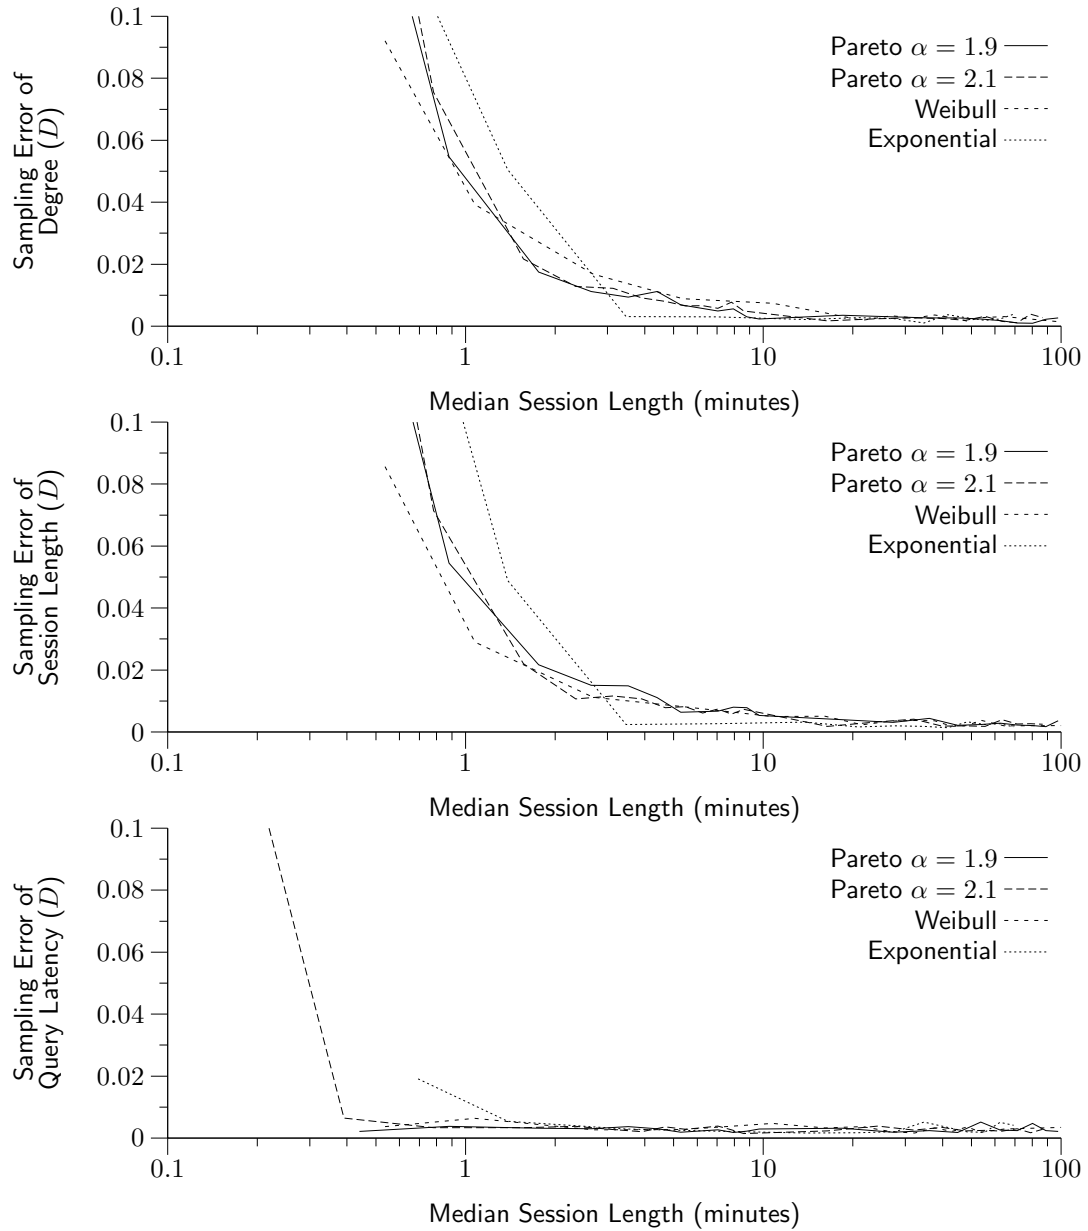 Sampling Error of
Degree (D)
0.1
0.08
0.06
0.04
0.02
0
Pareto α = 1.9
Pareto α = 2.1
Weibull
Exponential
0.1 1 10 100
Median Session Length (minutes)
Sampling Error of
Session Length (D)
0.1
0.08
0.06
0.04
0.02
0
Pareto α = 1.9
Pareto α = 2.1
Weibull
Exponential
0.1 1 10 100
Median Session Length (minutes)
Sampling Error of
Query Latency (D)
0.1
0.08
0.06
0.04
0.02
0
Pareto α = 1.9
Pareto α = 2.1
Weibull
Exponential
0.1 1 10 100
Median Session Length (minutes)